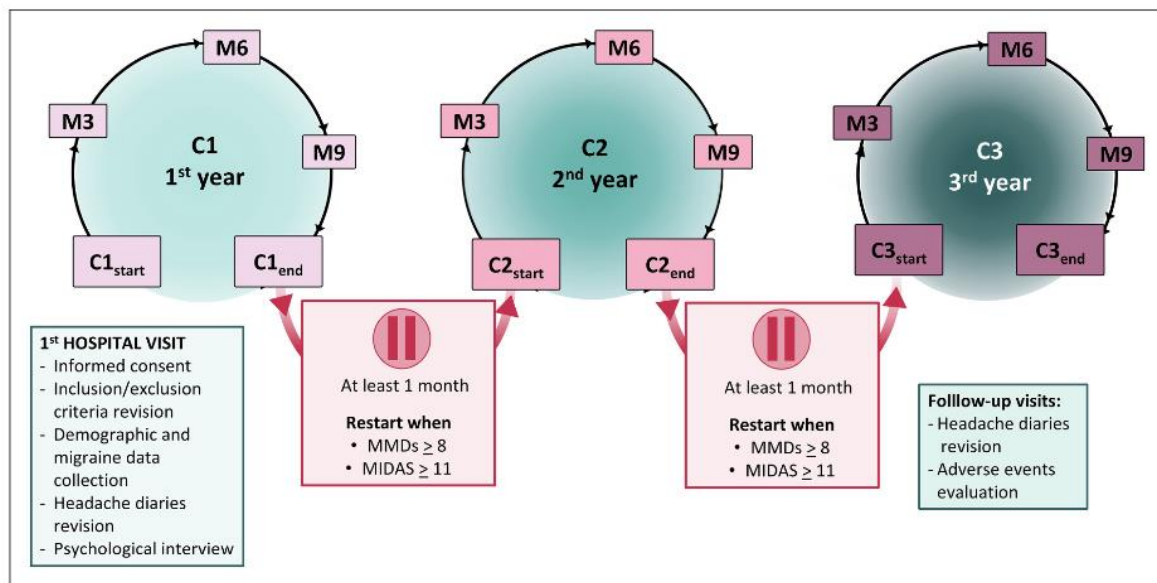 M6
M3
C1
1st year
M9
C1start
C1end
M6
M3
C2
2nd year
M9
C2start
C2end
M6
M3
C3
3rd year
M9
C3start
C3end
1st HOSPITAL VISIT
- Informed consent
- Inclusion/exclusion
criteria revision
- Demographic and
migraine data
collection
- Headache diaries
revision
- Psychological interview
At least 1 month
Restart when
• MMDs ≥ 8
• MIDAS ≥ 11
At least 1 month
Restart when
• MMDs ≥ 8
• MIDAS ≥ 11
Folllow-up visits:
- Headache diaries
revision
- Adverse events
evaluation